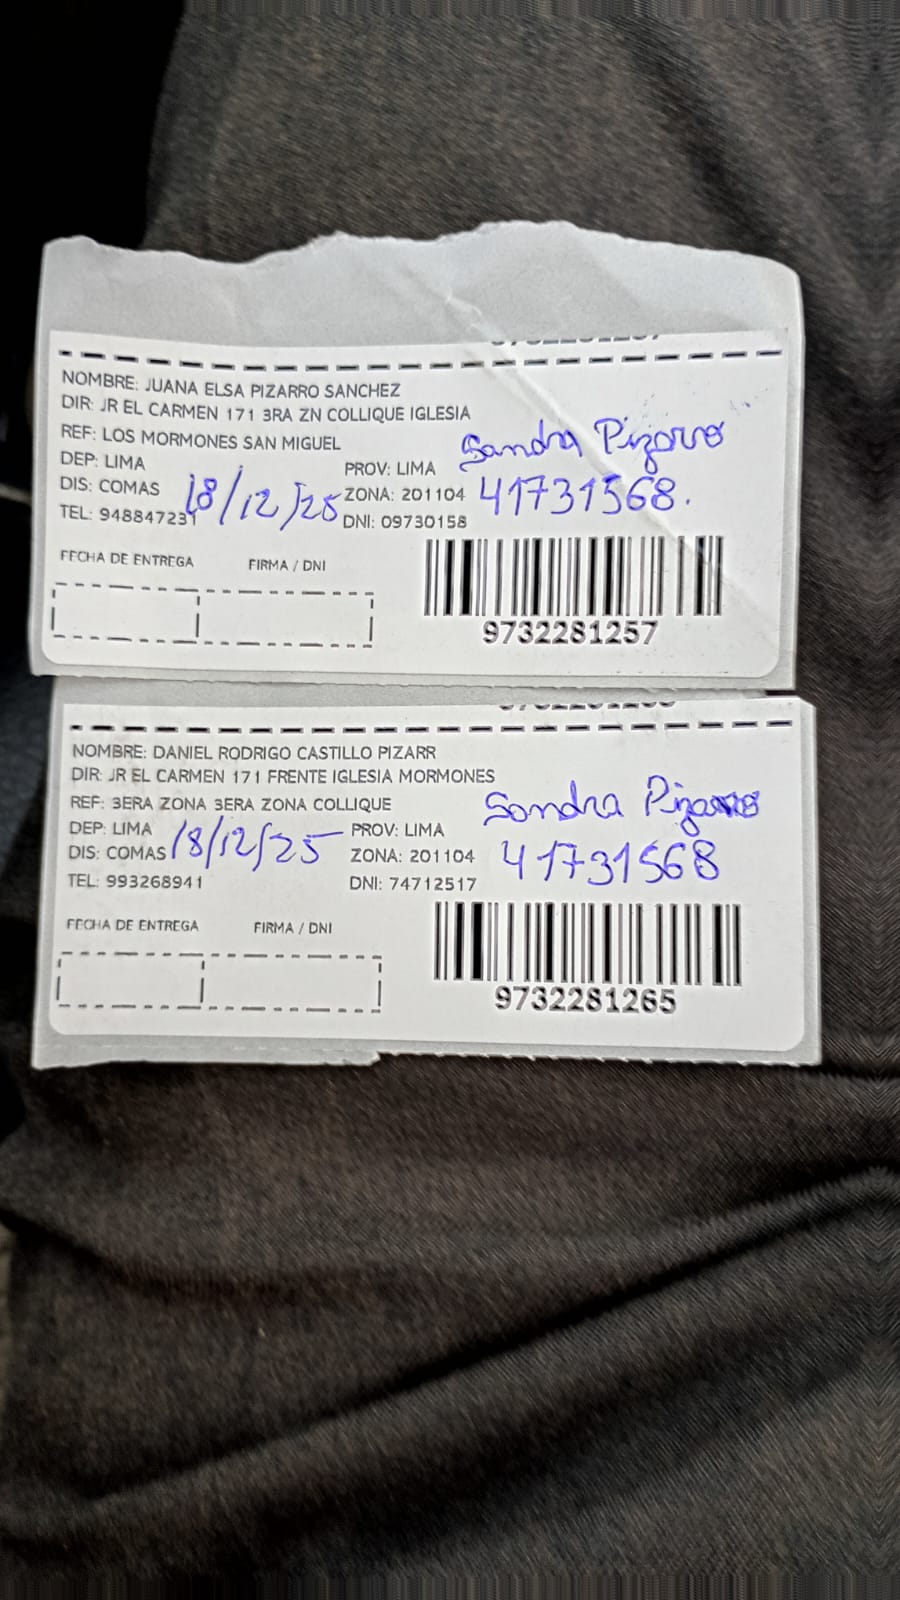 NOMBRE: JUANA ELSA PIZARRO SANCHEZ
DIR: JR EL CARMEN 171 3RA ZN COLLIQUE IGLESIA
REF: LOS MORMONES SAN MIGUEL
Sandra Pizarro
DEP: LIMA PROV: LIMA
DIS: COMAS 18/12/25 ZONA: 201104 41731568.
TEL: 948847231 DNI: 09730158
FECHA DE ENTREGA FIRMA / DNI
9732281257
NOMBRE: DANIEL RODRIGO CASTILLO PIZARR
DIR: JR EL CARMEN 171 FRENTE IGLESIA MORMONES
REF: 3ERA ZONA 3ERA ZONA COLLIQUE Sandra Pizarro
DEP: LIMA 18/12/25 PROV: LIMA
DIS: COMAS ZONA: 201104 41731568
TEL: 993268941 DNI: 74712517
FECHA DE ENTREGA FIRMA / DNI
9732281265